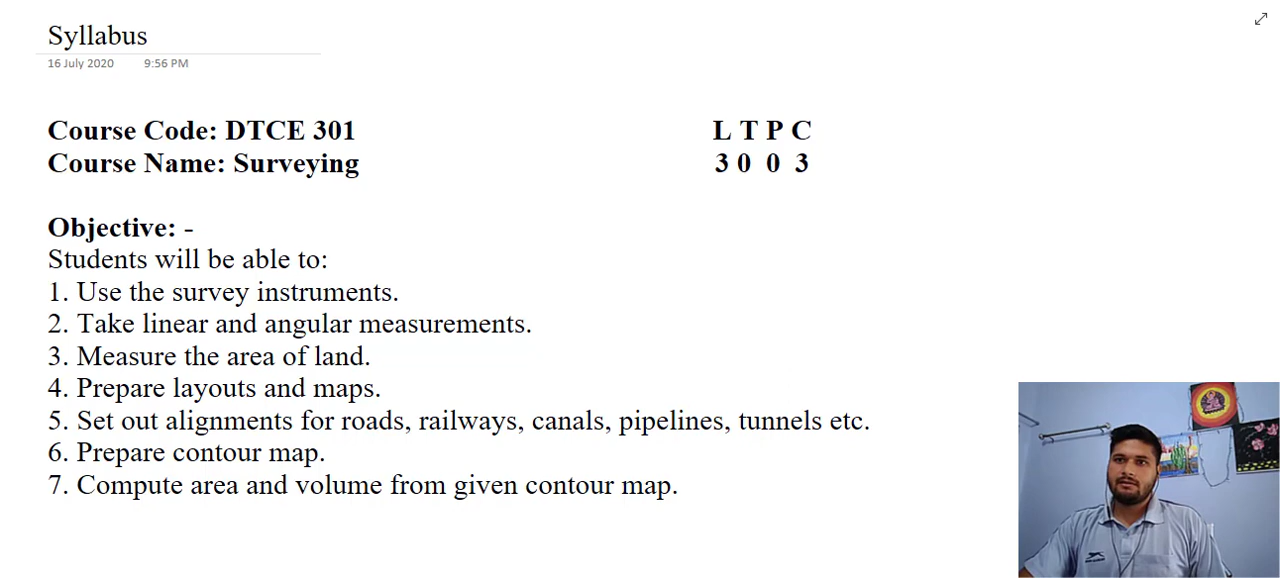 Syllabus
16 July 2020 9:56 PM
Course Code: DTCE 301 L T P C
Course Name: Surveying 3 0 0 3
Objective: -
Students will be able to:
1. Use the survey instruments.
2. Take linear and angular measurements.
3. Measure the area of land.
4. Prepare layouts and maps.
5. Set out alignments for roads, railways, canals, pipelines, tunnels etc.
6. Prepare contour map.
7. Compute area and volume from given contour map.